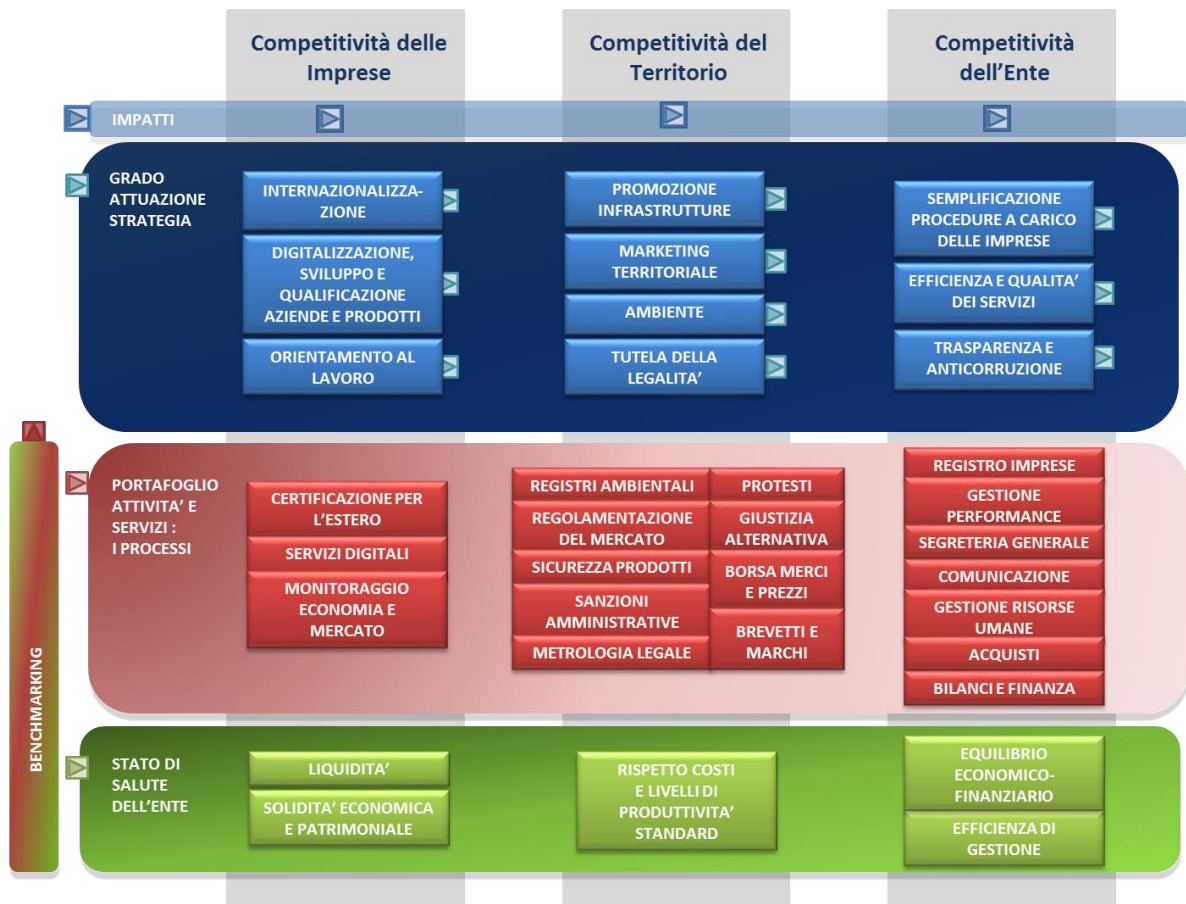 Competitività delle
Imprese
Competitività del
Territorio
Competitività
dell'Ente
IMPATTI
GRADO
ATTUAZIONE
STRATEGIA
INTERNAZIONALIZZA-
ZIONE
DIGITALIZZAZIONE,
SVILUPPO E
QUALIFICAZIONE
AZIENDE E PRODOTTI
ORIENTAMENTO AL
LAVORO
PROMOZIONE
INFRASTRUTTURE
MARKETING
TERRITORIALE
AMBIENTE
TUTELA DELLA
LEGALITA'
SEMPLIFICAZIONE
PROCEDURE A CARICO
DELLE IMPRESE
EFFICIENZA E QUALITA'
DEI SERVIZI
TRASPARENZA E
ANTICORRUZIONE
BENCHMARKING
PORTAFOGLIO
ATTIVITA' E
SERVIZI :
I PROCESSI
CERTIFICAZIONE PER
L'ESTERO
SERVIZI DIGITALI
MONITORAGGIO
ECONOMIA E
MERCATO
REGISTRI AMBIENTALI
REGOLAMENTAZIONE
DEL MERCATO
SICUREZZA PRODOTTI
SANZIONI
AMMINISTRATIVE
METROLOGIA LEGALE
PROTESTI
GIUSTIZIA
ALTERNATIVA
BORSA MERCI
E PREZZI
BREVETTI E
MARCHI
REGISTRO IMPRESE
GESTIONE
PERFORMANCE
SEGRETERIA GENERALE
COMUNICAZIONE
GESTIONE RISORSE
UMANE
ACQUISTI
BILANCI E FINANZA
STATO DI
SALUTE
DELL'ENTE
LIQUIDITA'
SOLIDITA' ECONOMICA
E PATRIMONIALE
RISPETTO COSTI
E LIVELLI DI
PRODUTTIVITA'
STANDARD
EQUILIBRIO
ECONOMICO-
FINANZIARIO
EFFICIENZA DI
GESTIONE